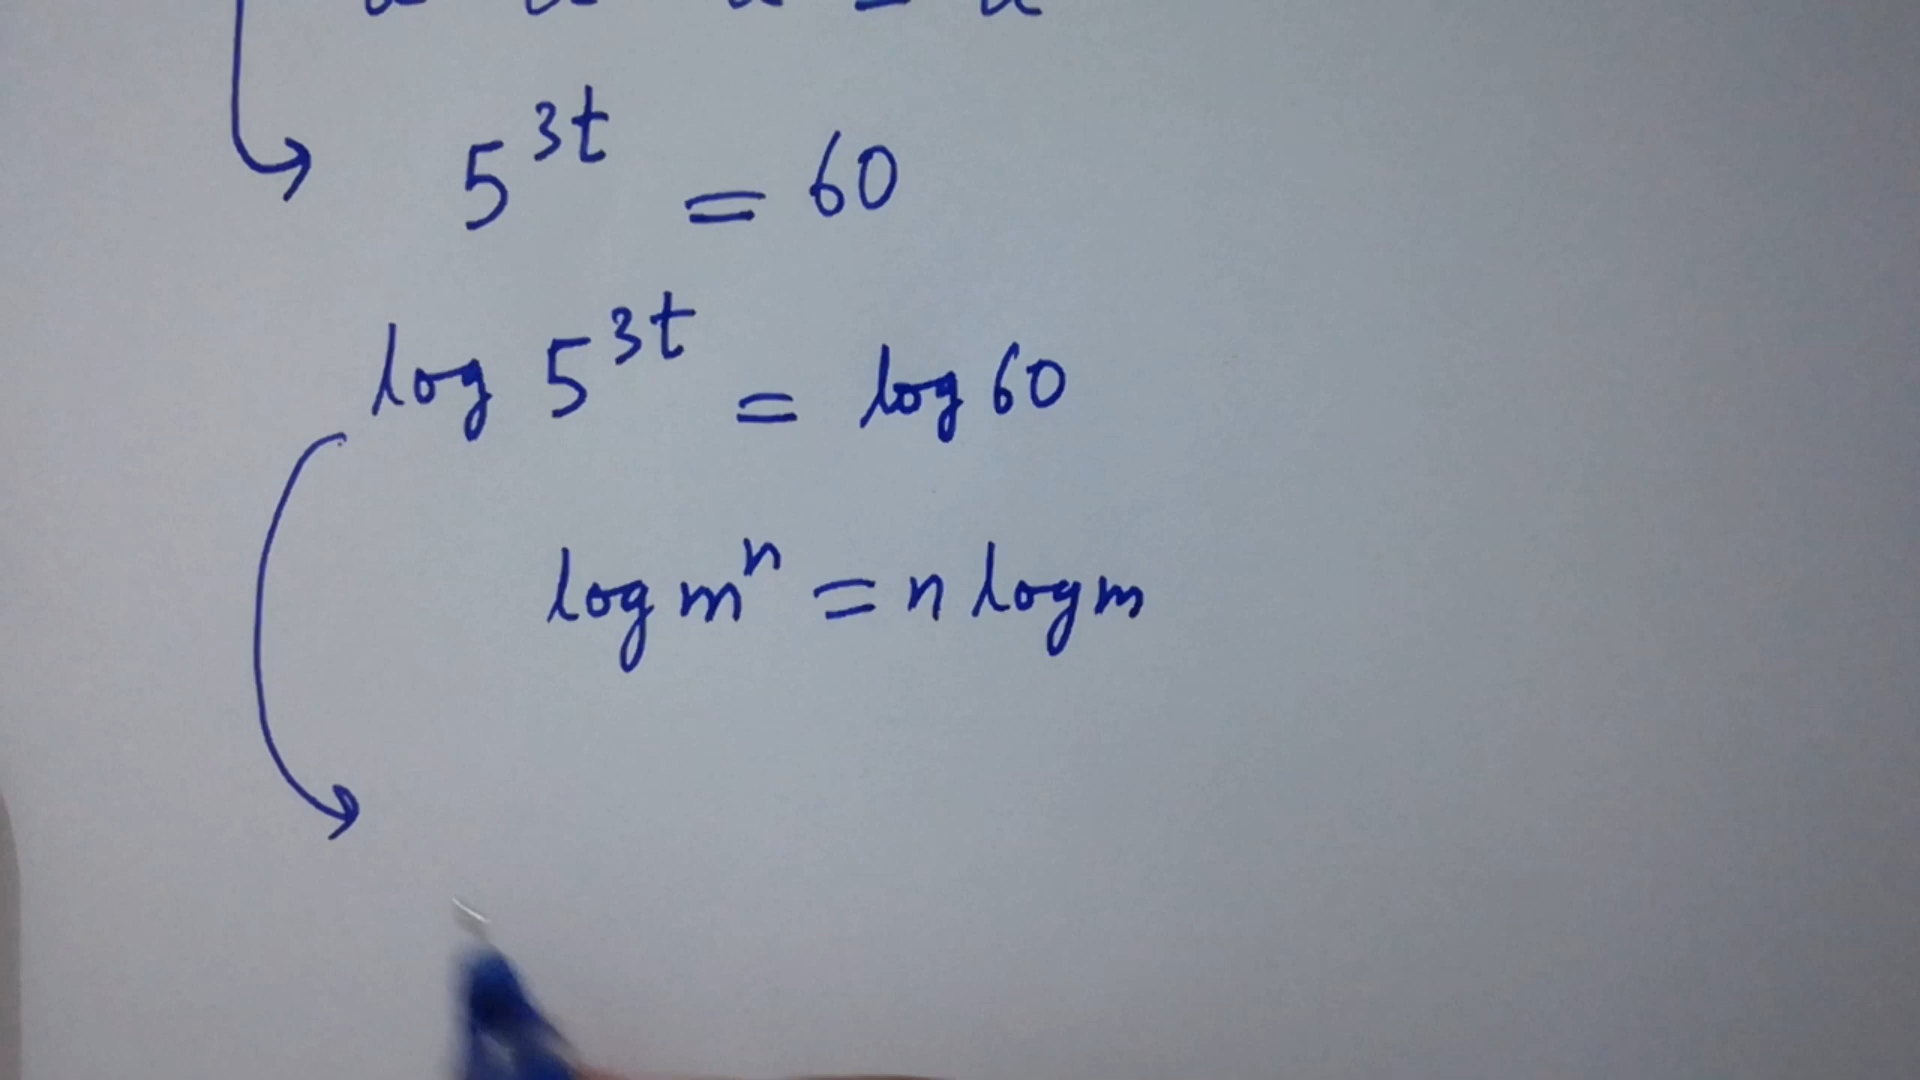 5^{3t} = 60
log 5^{3t} = log 60
log m^n = n log m